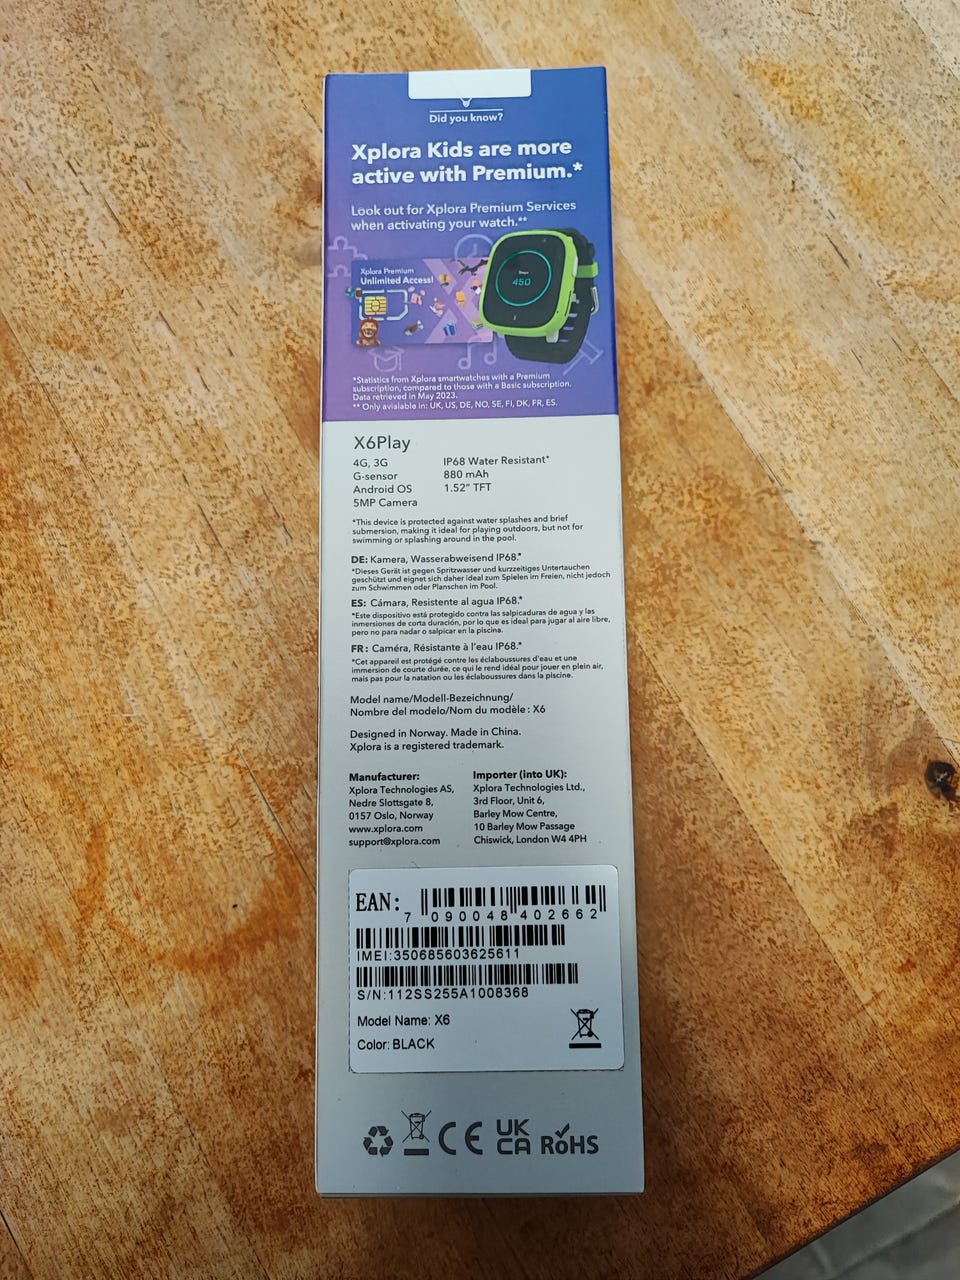 Did you know?
Xplora Kids are more
active with Premium.*
Look out for Xplora Premium Services
when activating your watch.**
Xplora Premium
Unlimited Access!
Steps
450
*Statistics from Xplora smartwatches with a Premium
subscription, compared to those with a Basic subscription.
Data retrieved in May 2023.
** Only avialable in: UK, US, DE, NO, SE, FI, DK, FR, ES.
X6Play
4G, 3G IP68 Water Resistant*
G-sensor 880 mAh
Android OS 1.52" TFT
5MP Camera
*This device is protected against water splashes and brief
submersion, making it ideal for playing outdoors, but not for
swimming or splashing around in the pool.
DE: Kamera, Wasserabweisend IP68.*
*Dieses Gerät ist gegen Spritzwasser und kurzzeitiges Untertauchen
geschützt und eignet sich daher ideal zum Spielen im Freien, nicht jedoch
zum Schwimmen oder Planschen im Pool.
ES: Cámara, Resistente al agua IP68.*
*Este dispositivo está protegido contra las salpicaduras de agua y las
inmersiones de corta duración, por lo que es ideal para jugar al aire libre,
pero no para nadar o salpicar en la piscina.
FR: Caméra, Résistante à l'eau IP68.*
*Cet appareil est protégé contre les éclaboussures d'eau et une
immersion de courte durée, ce qui le rend idéal pour jouer en plein air,
mais pas pour la natation ou les éclaboussures dans la piscine.
Model name/Modell-Bezeichnung/
Nombre del modelo/Nom du modèle : X6
Designed in Norway. Made in China.
Xplora is a registered trademark.
Manufacturer:
Xplora Technologies AS,
Nedre Slottsgate 8,
0157 Oslo, Norway
www.xplora.com
support@xplora.com
Importer (into UK):
Xplora Technologies Ltd.,
3rd Floor, Unit 6,
Barley Mow Centre,
10 Barley Mow Passage
Chiswick, London W4 4PH
EAN:
7 090048 402662
IMEI:350685603625611
S/N:112SS255A1008368
Model Name: X6
Color: BLACK
CE UK
CA RoHS